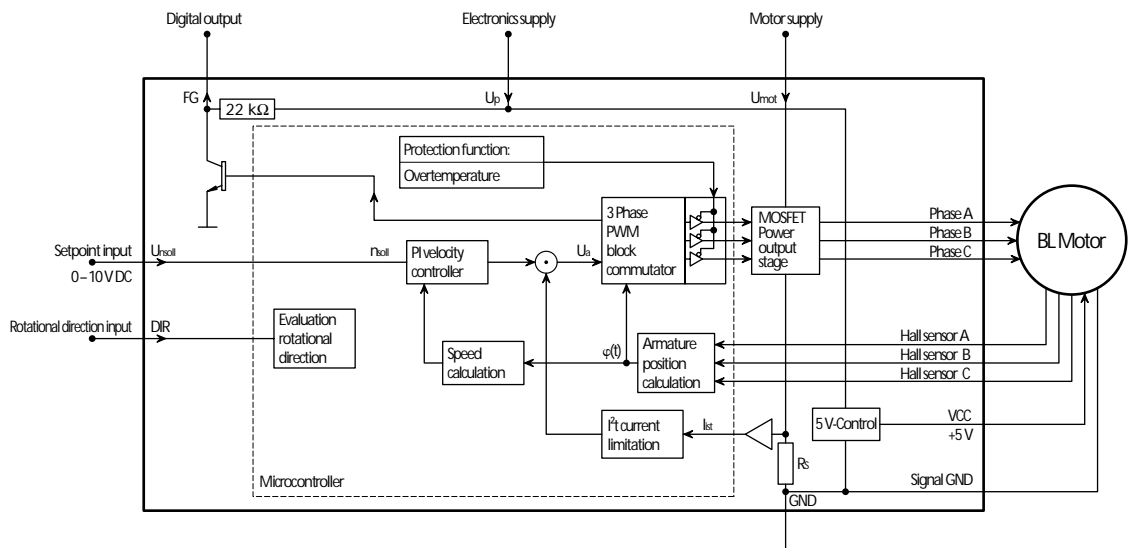 Digital output
Electronics supply
Motor supply
FG
22 kΩ
Up
Umot
Protection function:
Overtemperature
3 Phase
PWM
block
commutator
MOSFET
Power
output
stage
Phase A
Phase B
Phase C
BL Motor
Setpoint input
0 – 10 V DC
Unsoll
nsoll
PI velocity
controller
Ua
Rotational direction input
DIR
Evaluation
rotational
direction
Speed
calculation
φ(t)
Armature
position
calculation
Hall sensor A
Hall sensor B
Hall sensor C
I²t current
limitation
Iist
5 V-Control
VCC
+5 V
RS
Microcontroller
GND
Signal GND